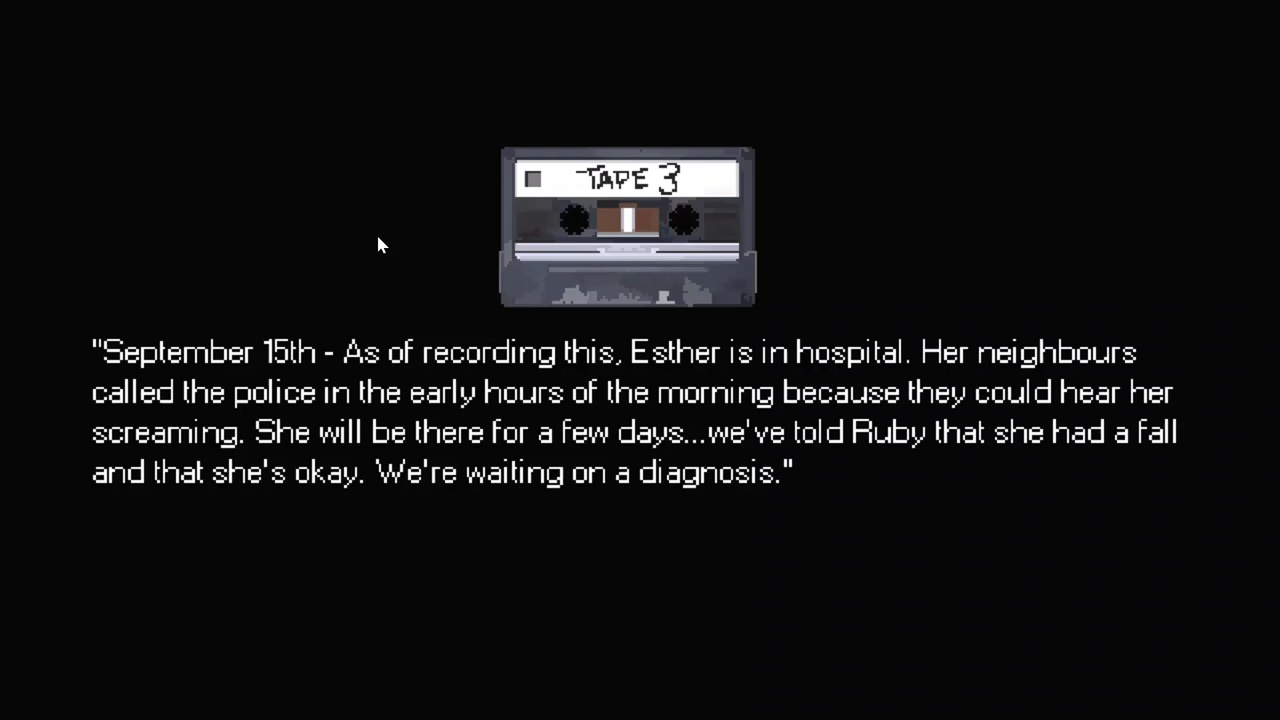 TAPE 3
"September 15th - As of recording this, Esther is in hospital. Her neighbours
called the police in the early hours of the morning because they could hear her
screaming. She will be there for a few days...we've told Ruby that she had a fall
and that she's okay. We're waiting on a diagnosis."